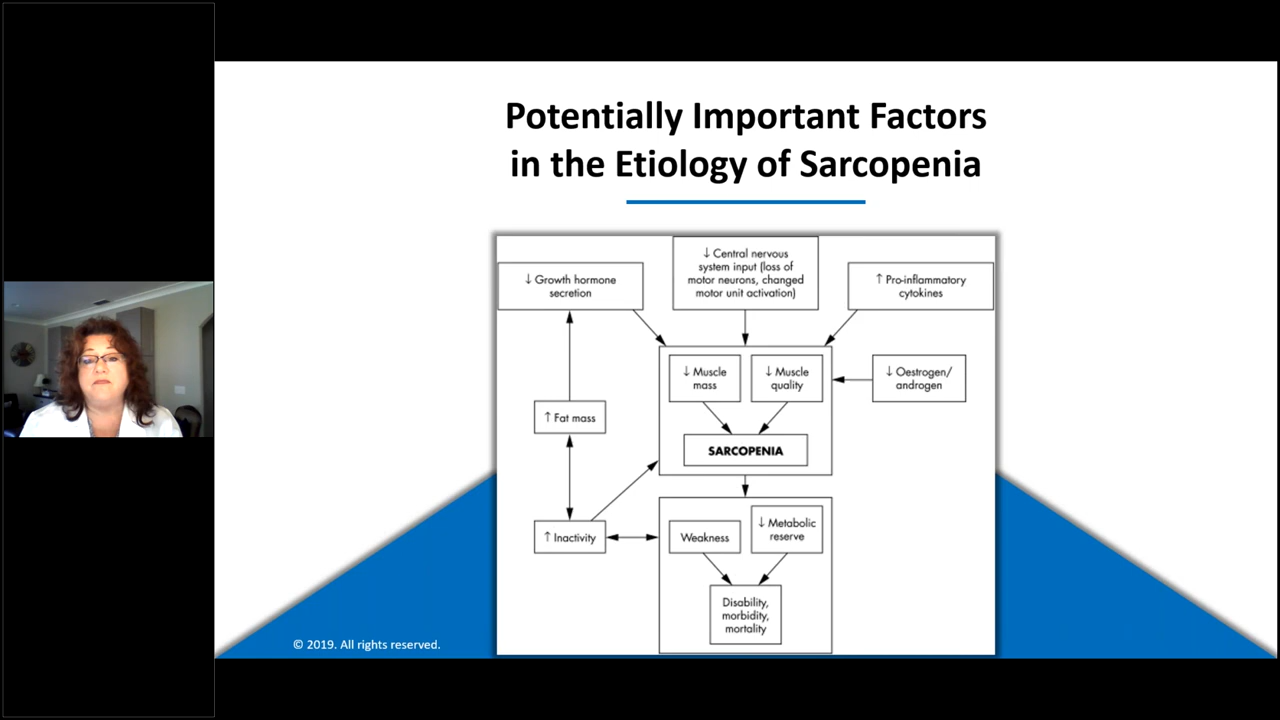 Potentially Important Factors
in the Etiology of Sarcopenia
↓ Growth hormone
secretion
↓ Central nervous
system input (loss of
motor neurons, changed
motor unit activation)
↑ Pro-inflammatory
cytokines
↓ Muscle
mass
↓ Muscle
quality
↓ Oestrogen/
androgen
↑ Fat mass
SARCOPENIA
↑ Inactivity
Weakness
↓ Metabolic
reserve
Disability,
morbidity,
mortality
© 2019. All rights reserved.